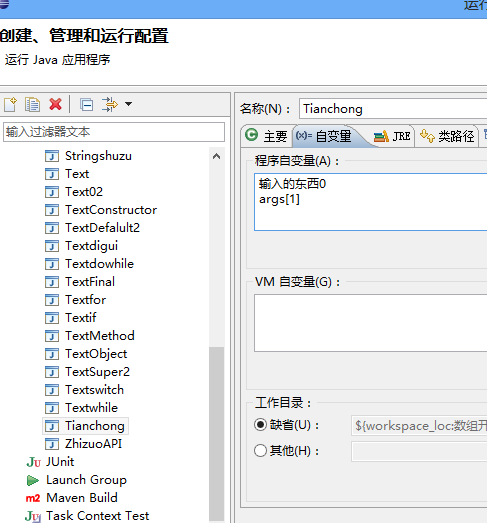 运行
创建、管理和运行配置
运行 Java 应用程序
输入过滤器文本
Stringshuzu
Text
Text02
TextConstructor
TextDefalult2
Textdigui
Textdowhile
TextFinal
Textfor
Textif
TextMethod
TextObject
TextSuper2
Textswitch
Textwhile
Tianchong
ZhizuoAPI
JUnit
Launch Group
Maven Build
Task Context Test
名称(N)： Tianchong
主要 (x)= 自变量 JRE 类路径
程序自变量(A)：
输入的东西0
args[1]
VM 自变量(G)：
工作目录：
缺省(U)： ${workspace_loc:数组开
其他(H)：